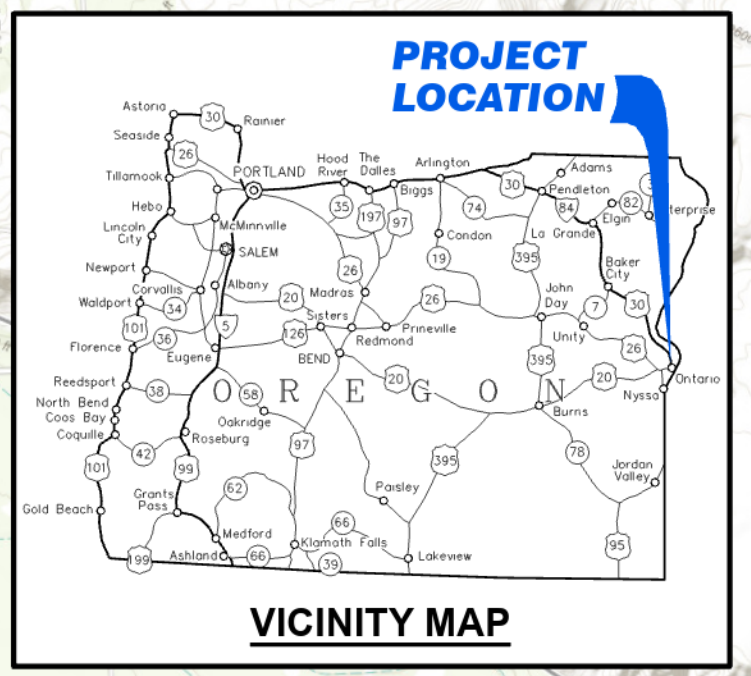 PROJECT
LOCATION
Astoria
30
Rainier
Seaside
26
PORTLAND
Hood
River
The
Dalles
Arlington
Adams
Tillamook
Biggs
30
Pendleton
82
Hebo
35
197
97
74
84
Elgin
McMinnville
La Grande
Lincoln
City
SALEM
Condon
Newport
19
395
Baker
City
26
Corvallis
Albany
20
Madras
26
John
Day
7
30
Waldport
34
Sisters
101
5
126
Prineville
Unity
36
Redmond
26
Florence
Eugene
BEND
395
Ontario
Reedsport
38
OREGON
58
20
20
Nyssa
North Bend
Coos Bay
Oakridge
Burns
Coquille
42
Roseburg
97
78
101
99
395
Jordan
Valley
Grants
Pass
62
Paisley
Gold Beach
66
Medford
Klamath Falls
95
199
Ashland
66
39
Lakeview
VICINITY MAP